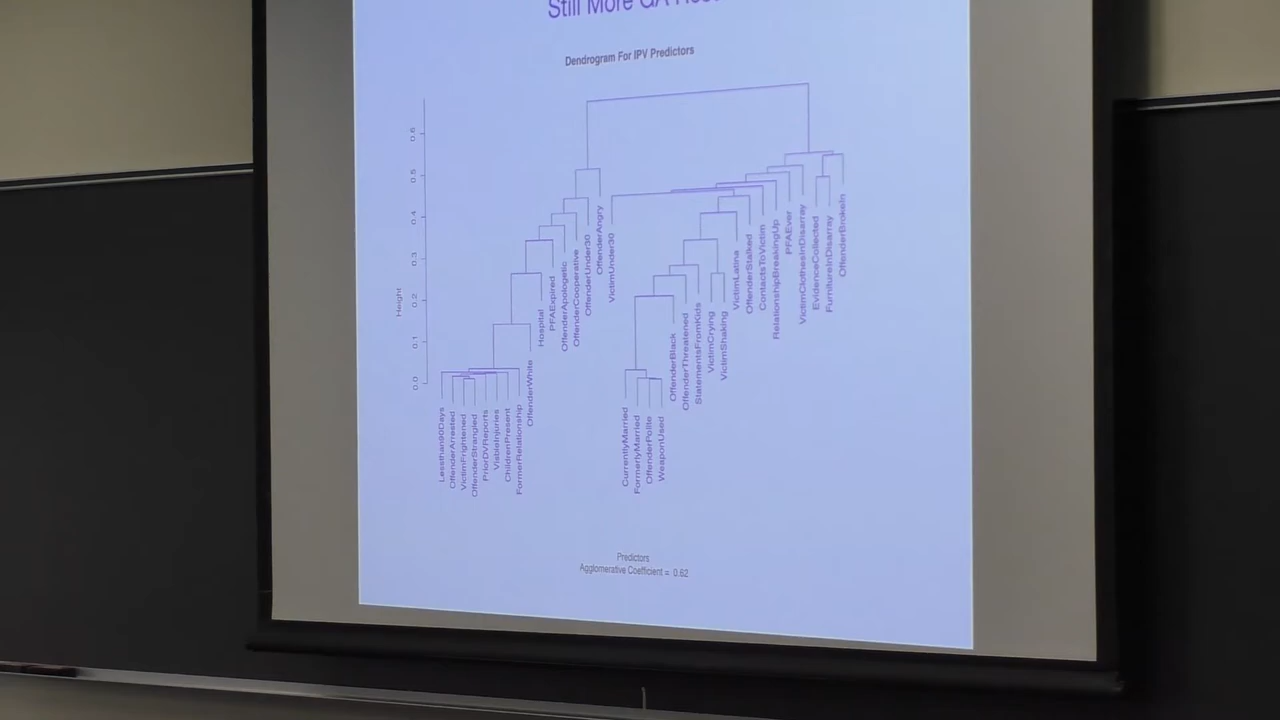 Still More GA
Dendrogram For IPV Predictors
Height
0.0
0.1
0.2
0.3
0.4
0.5
0.6
Lessthan90Days
OffenderArrested
VictimFrightened
OffenderStrangled
PriorDVReports
VisibleInjuries
ChildrenPresent
FormerRelationship
OffenderWhite
Hospital
PFAExpired
OffenderApologetic
OffenderCooperative
OffenderUnder30
OffenderAngry
VictimUnder30
CurrentlyMarried
FormerlyMarried
OffenderPolite
WeaponUsed
OffenderBlack
OffenderThreatened
StatementsFromKids
VictimCrying
VictimShaking
VictimLatina
OffenderStalked
ContactsToVictim
RelationshipBreakingUp
PFAEver
VictimClothesInDisarray
EvidenceCollected
FurnitureInDisarray
OffenderBrokeIn
Predictors
Agglomerative Coefficient = 0.62